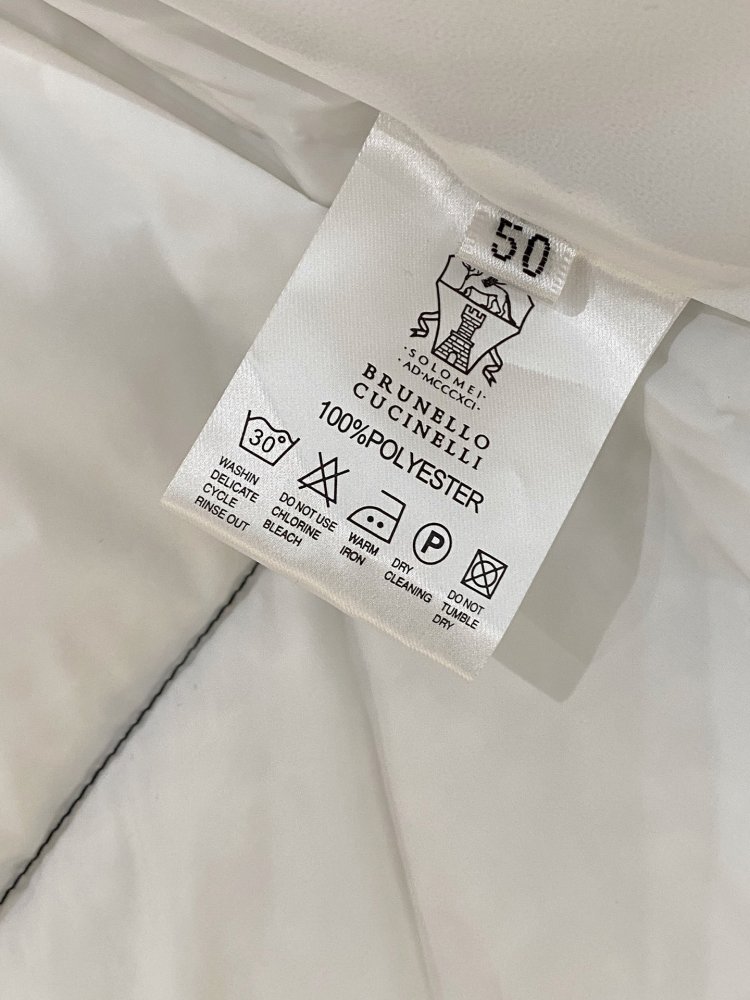 50
·SOLOMEI·
·AD·MCCCXCI·
BRUNELLO
CUCINELLI
100%POLYESTER
30°
WASHIN
DELICATE
CYCLE
RINSE OUT
DO NOT USE
CHLORINE
BLEACH
WARM
IRON
P
DRY
CLEANING
DO NOT
TUMBLE
DRY